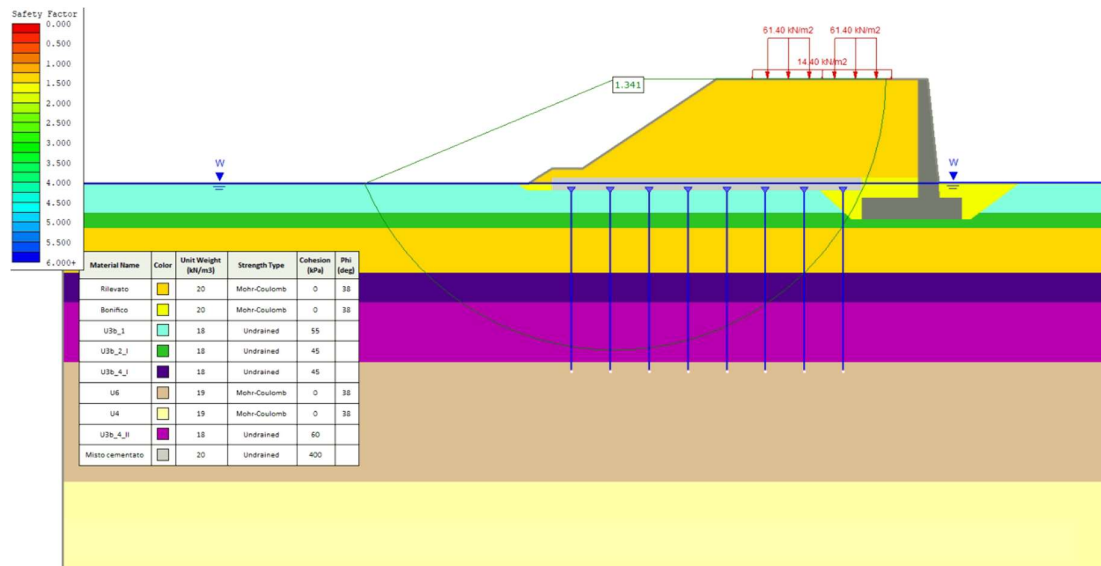 Safety Factor
0.000
0.500
1.000
1.500
2.000
2.500
3.000
3.500
4.000
4.500
5.000
5.500
6.000+
61.40 kN/m2 61.40 kN/m2
14.40 kN/m2
1.341
W W
Material Name Color Unit Weight (kN/m3) Strength Type Cohesion (kPa) Phi (deg)
Rilevato 20 Mohr-Coulomb 0 38
Bonifico 20 Mohr-Coulomb 0 38
U3b_1 18 Undrained 55
U3b_2_I 18 Undrained 45
U3b_4_I 18 Undrained 45
U6 19 Mohr-Coulomb 0 38
U4 19 Mohr-Coulomb 0 38
U3b_4_II 18 Undrained 60
Misto cementato 20 Undrained 400